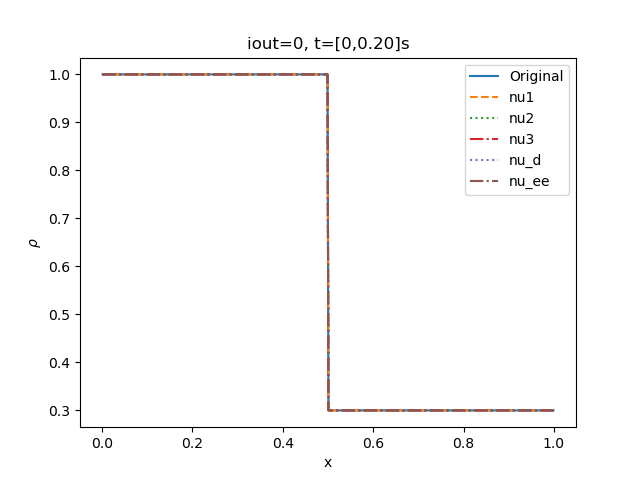 iout=0, t=[0,0.20]s
1.0
0.9
0.8
0.7
0.6
0.5
0.4
0.3
ρ
0.0 0.2 0.4 0.6 0.8 1.0
x
Original
nu1
nu2
nu3
nu_d
nu_ee